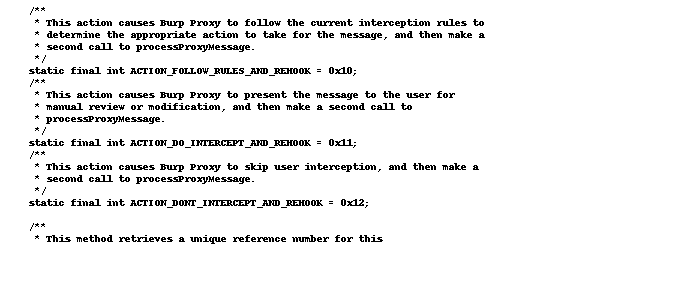 /**
* This action causes Burp Proxy to follow the current interception rules to
* determine the appropriate action to take for the message, and then make a
* second call to processProxyMessage.
*/
static final int ACTION_FOLLOW_RULES_AND_REHOOK = 0x10;
/**
* This action causes Burp Proxy to present the message to the user for
* manual review or modification, and then make a second call to
* processProxyMessage.
*/
static final int ACTION_DO_INTERCEPT_AND_REHOOK = 0x11;
/**
* This action causes Burp Proxy to skip user interception, and then make a
* second call to processProxyMessage.
*/
static final int ACTION_DONT_INTERCEPT_AND_REHOOK = 0x12;
/**
* This method retrieves a unique reference number for this